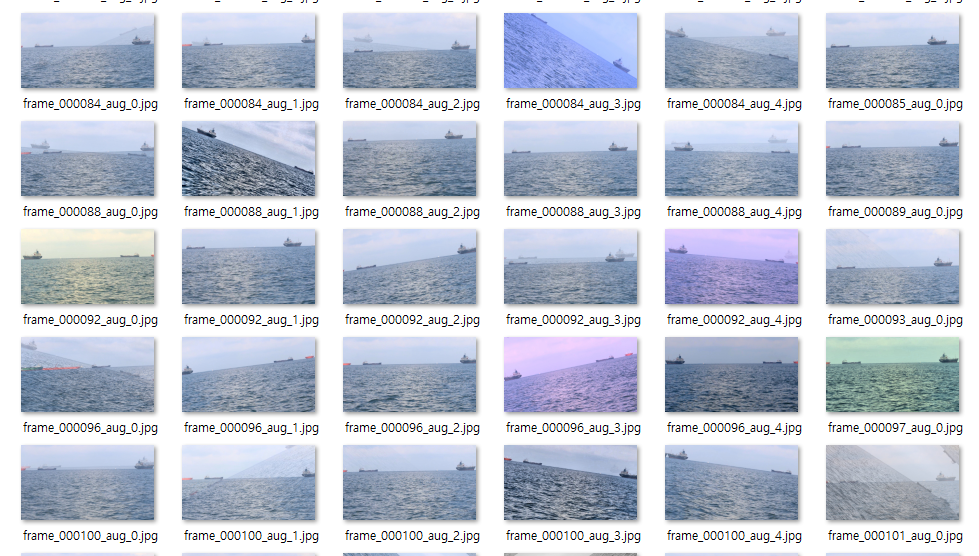 frame_000084_aug_0.jpg frame_000084_aug_1.jpg frame_000084_aug_2.jpg frame_000084_aug_3.jpg frame_000084_aug_4.jpg frame_000085_aug_0.jpg
frame_000088_aug_0.jpg frame_000088_aug_1.jpg frame_000088_aug_2.jpg frame_000088_aug_3.jpg frame_000088_aug_4.jpg frame_000089_aug_0.jpg
frame_000092_aug_0.jpg frame_000092_aug_1.jpg frame_000092_aug_2.jpg frame_000092_aug_3.jpg frame_000092_aug_4.jpg frame_000093_aug_0.jpg
frame_000096_aug_0.jpg frame_000096_aug_1.jpg frame_000096_aug_2.jpg frame_000096_aug_3.jpg frame_000096_aug_4.jpg frame_000097_aug_0.jpg
frame_000100_aug_0.jpg frame_000100_aug_1.jpg frame_000100_aug_2.jpg frame_000100_aug_3.jpg frame_000100_aug_4.jpg frame_000101_aug_0.jpg